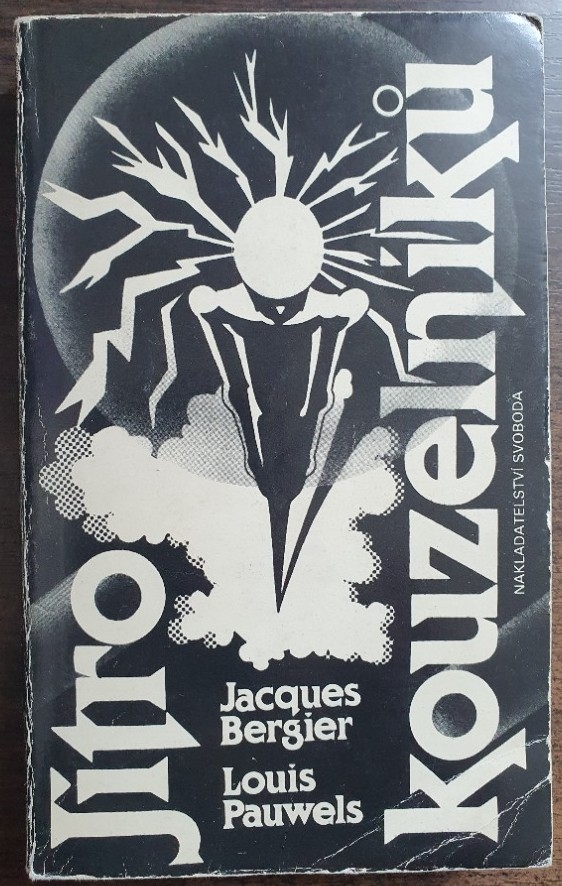 Jitro
kouzelníků
Jacques
Bergier
Louis
Pauwels
NAKLADATELSTVÍ SVOBODA